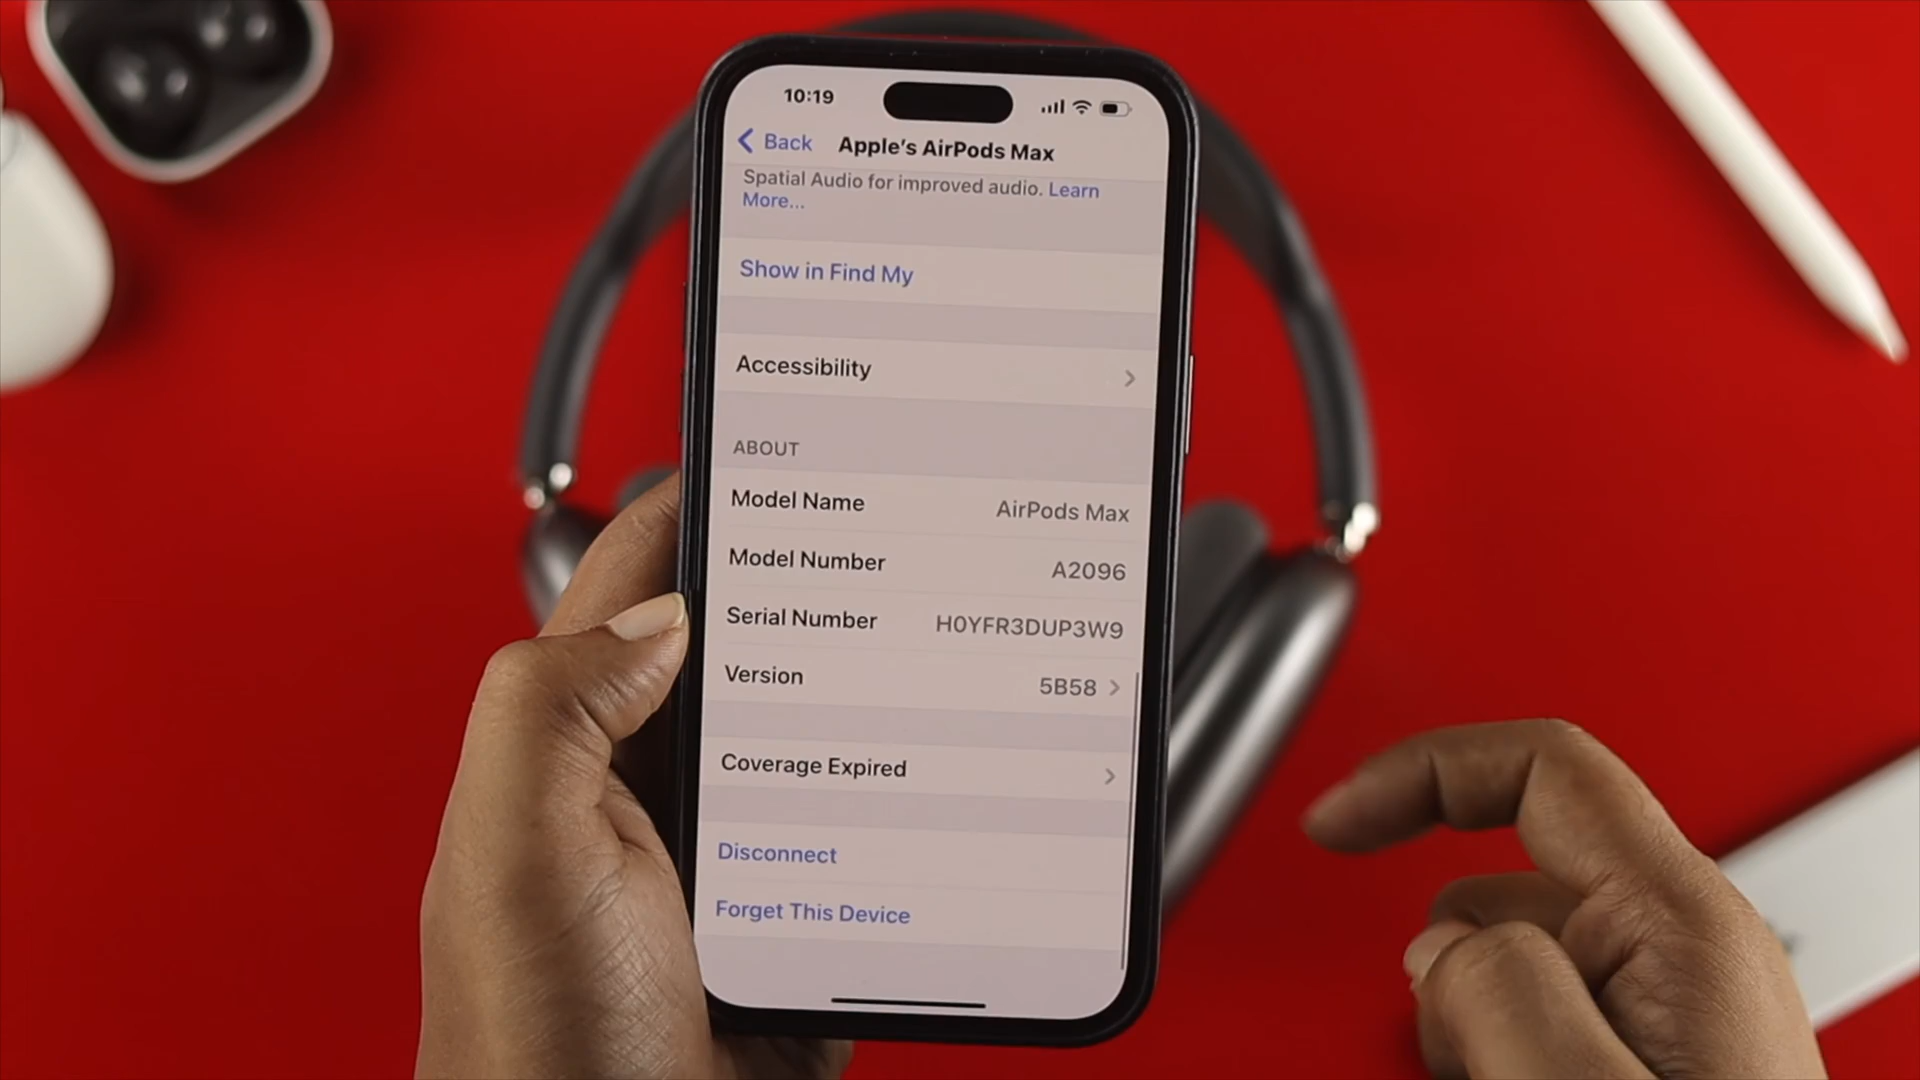 10:19
Back
Apple's AirPods Max
Spatial Audio for improved audio. Learn
More...
Show in Find My
Accessibility
ABOUT
Model Name AirPods Max
Model Number A2096
Serial Number H0YFR3DUP3W9
Version 5B58
Coverage Expired
Disconnect
Forget This Device